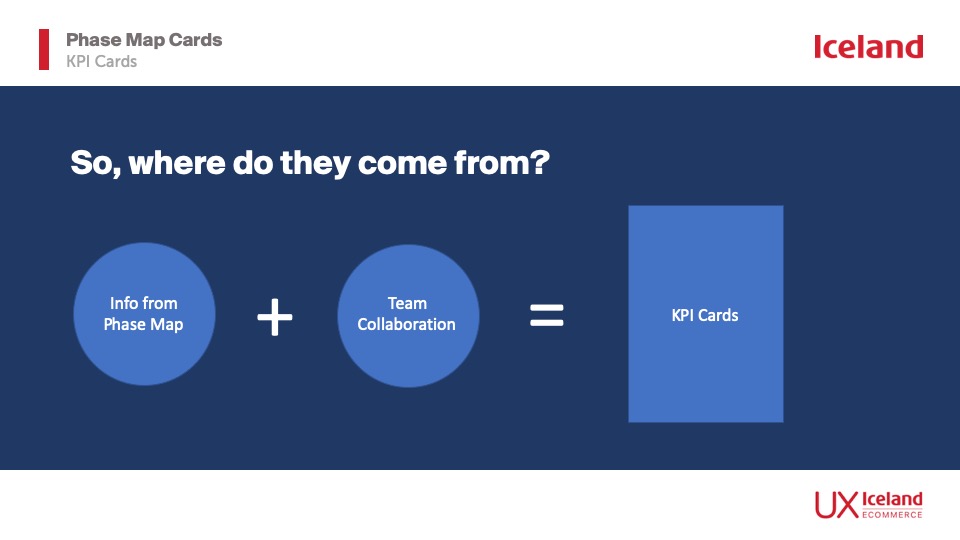 Phase Map Cards
KPI Cards
Iceland
So, where do they come from?
Info from
Phase Map
+
Team
Collaboration
=
KPI Cards
UX Iceland
ECOMMERCE